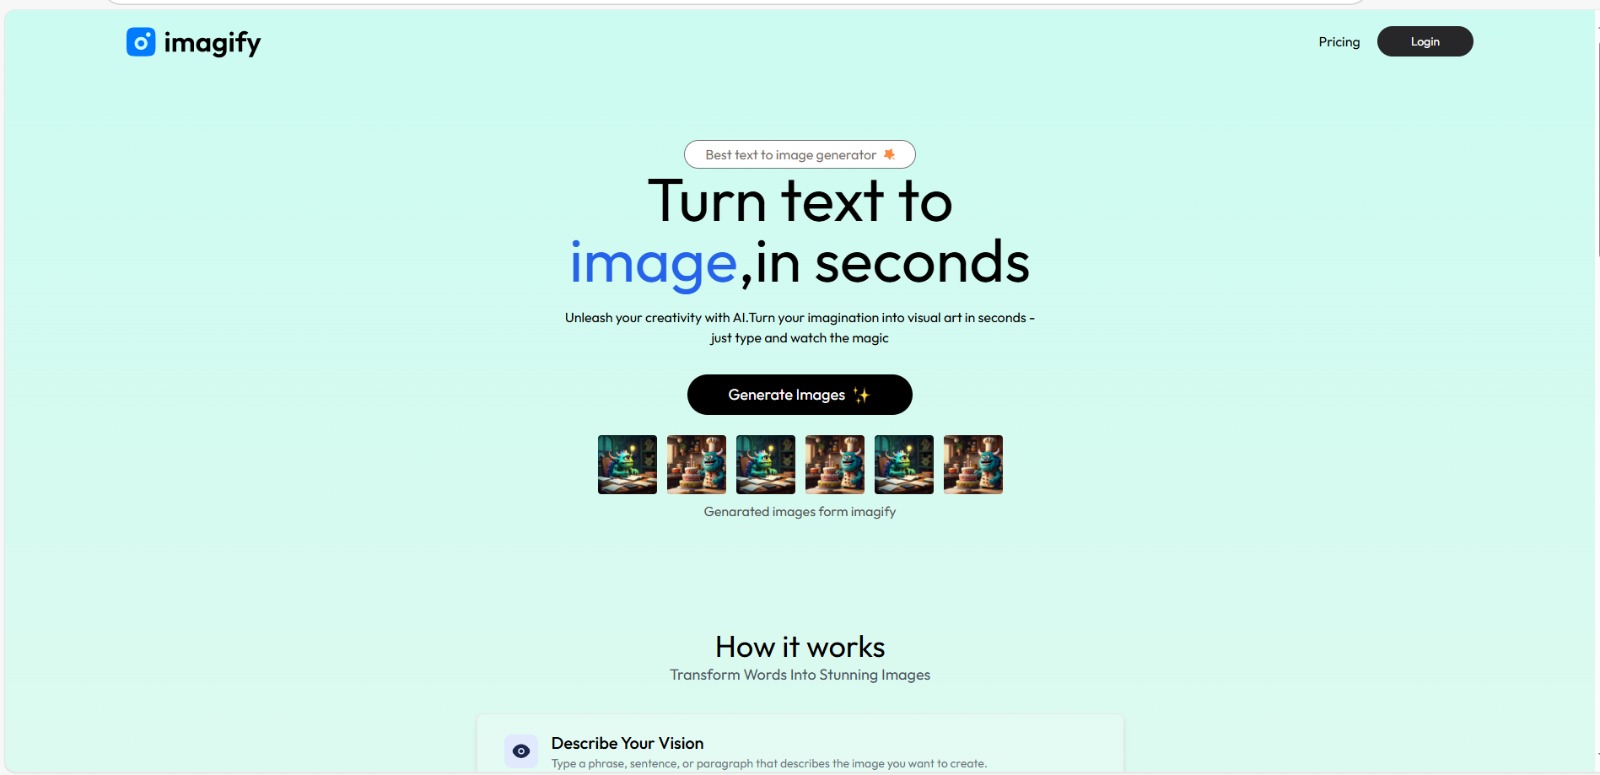 imagify
Pricing
Login
Best text to image generator
Turn text to
image,in seconds
Unleash your creativity with AI.Turn your imagination into visual art in seconds -
just type and watch the magic
Generate Images
Genarated images form imagify
How it works
Transform Words Into Stunning Images
Describe Your Vision
Type a phrase, sentence, or paragraph that describes the image you want to create.